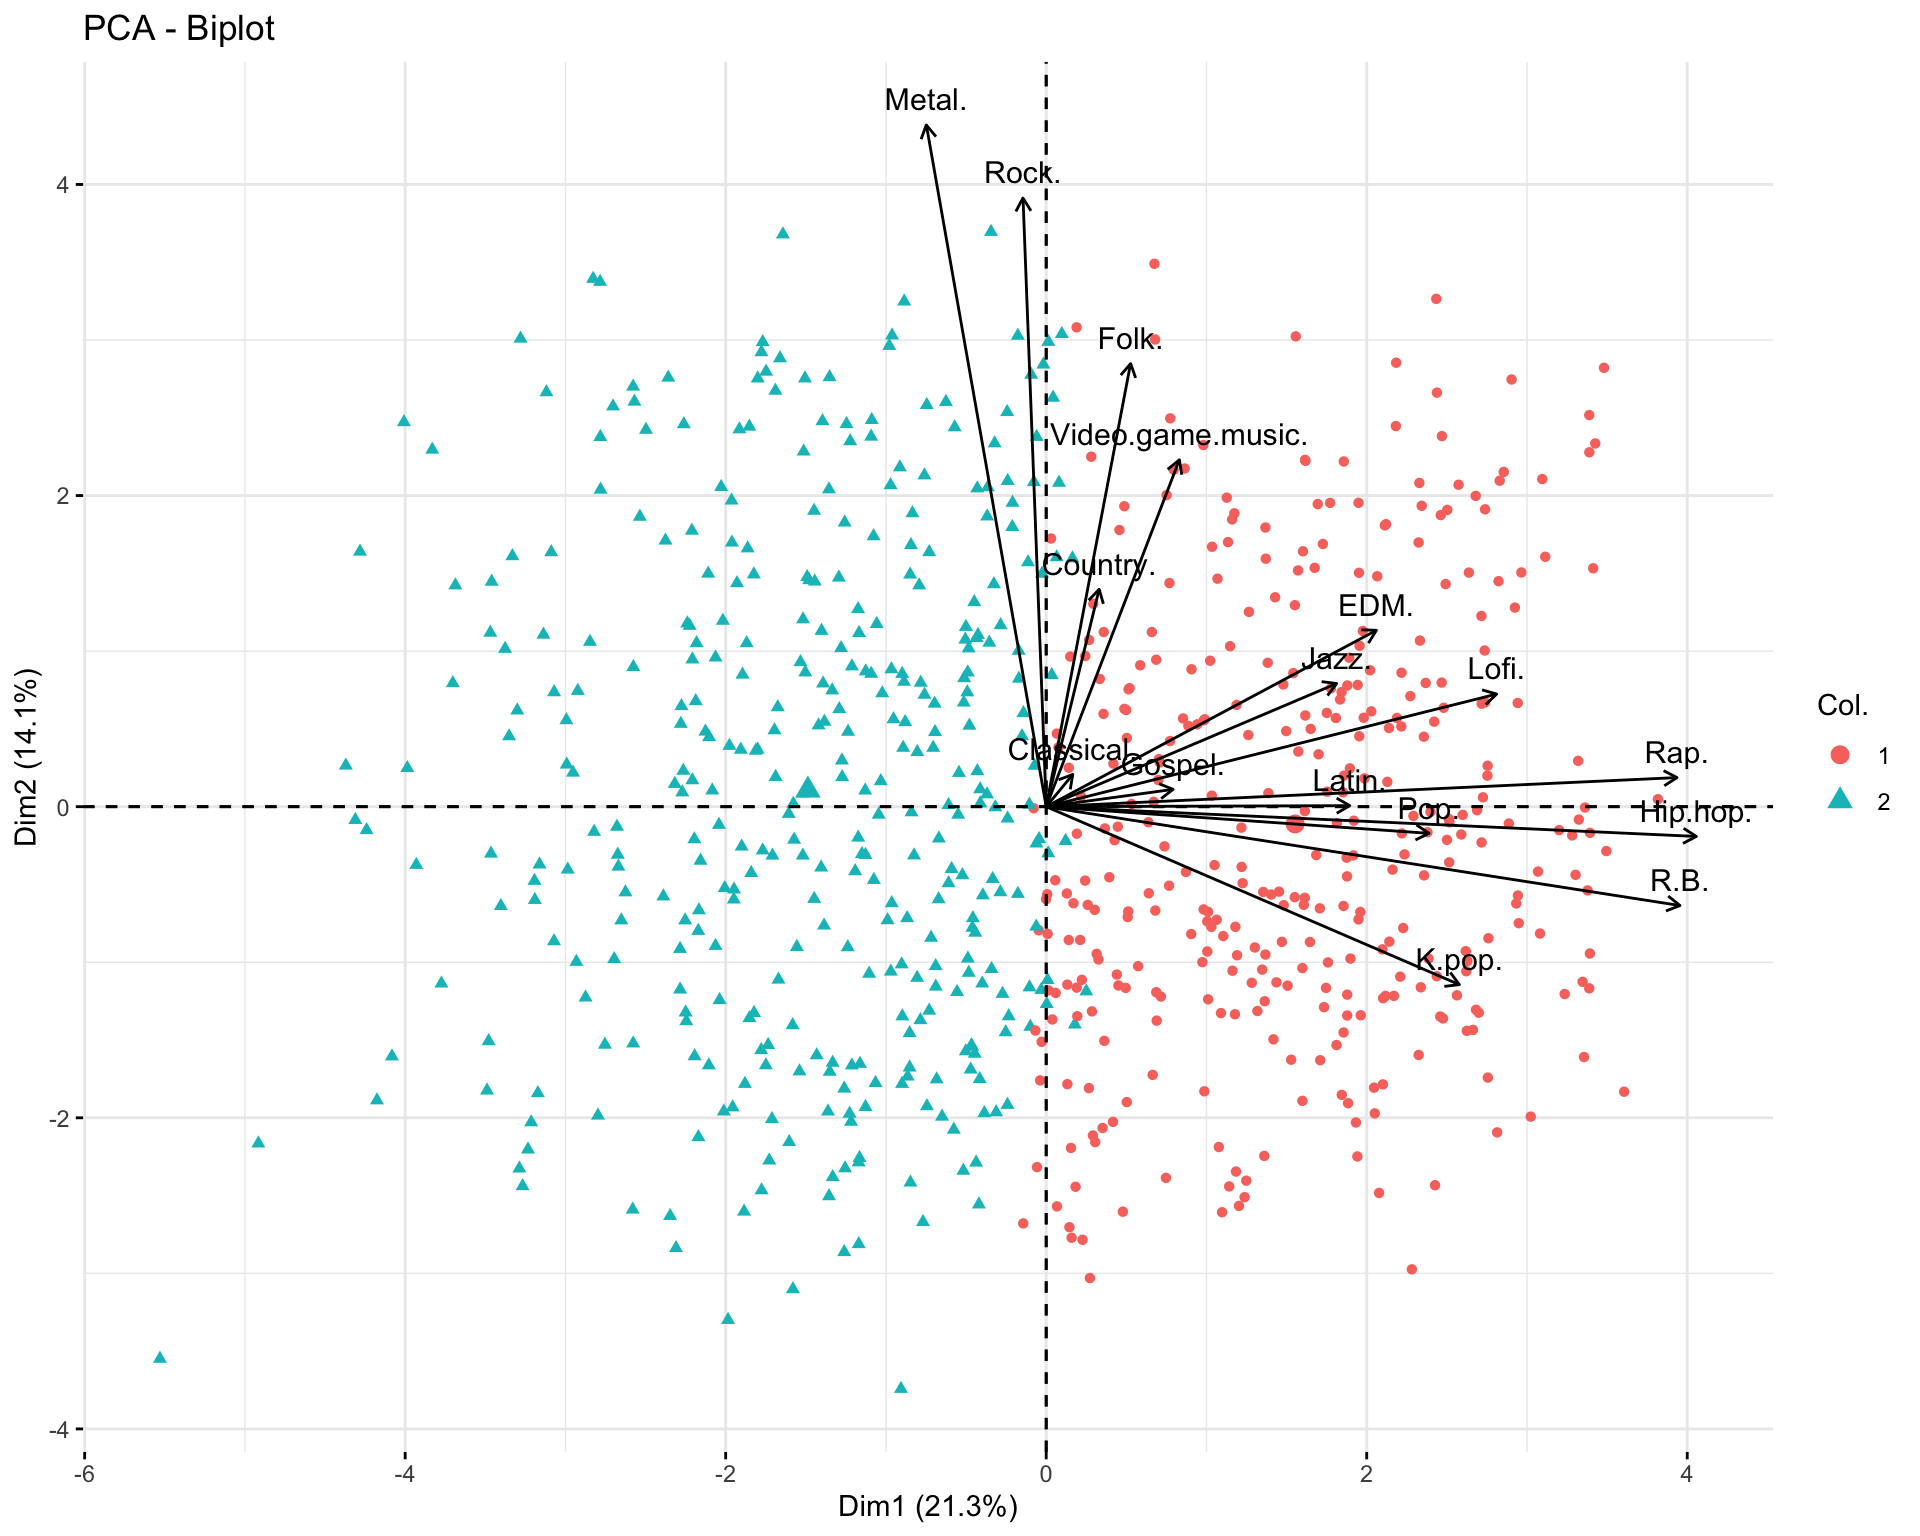 PCA - Biplot
Metal.
Rock.
Folk.
Video.game.music.
Country.
EDM.
Jazz.
Lofi.
Classical.
Gospel.
Rap.
Latin.
Pop.
Hip.hop.
R.B.
K.pop.
4
2
0
-2
-4
-6
-4
-2
0
2
4
Dim1 (21.3%)
Dim2 (14.1%)
Col.
1
2